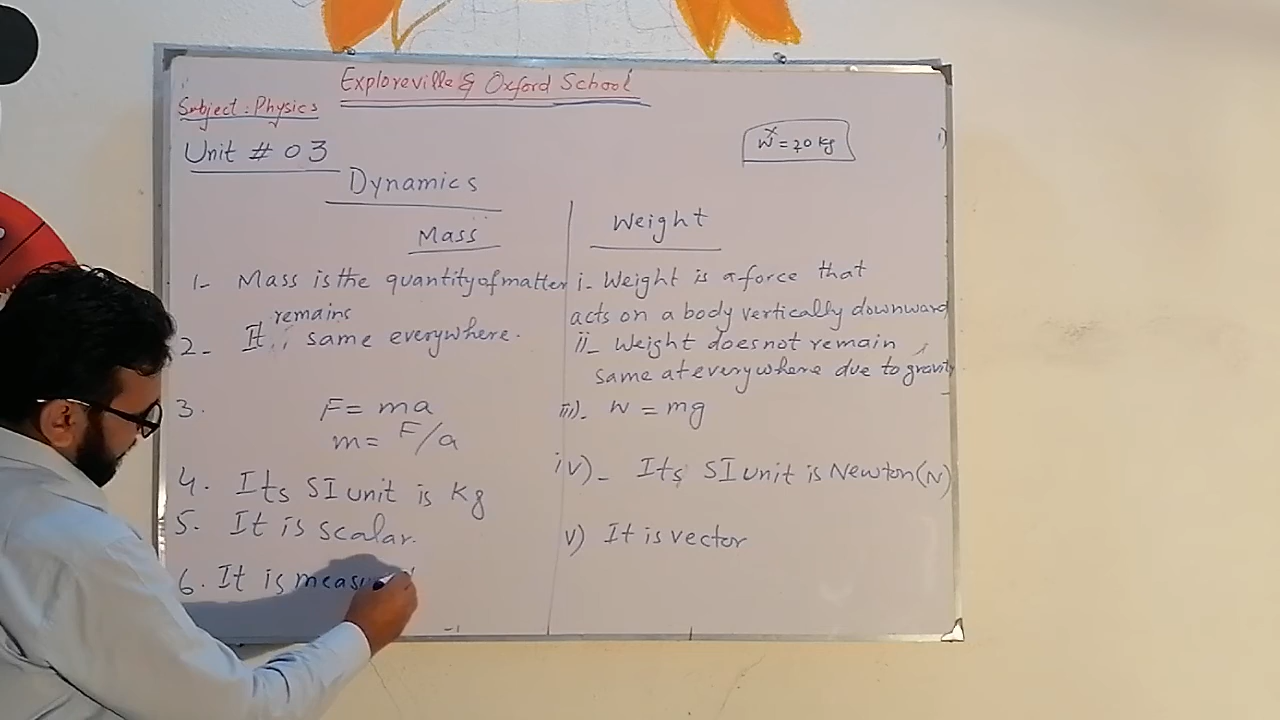 Exploreville & Oxford School
Subject: Physics
Unit # 03
W = 70 kg
x
i)
Dynamics
Mass
Weight
1- Mass is the quantity of matter
i- Weight is a force that
acts on a body vertically downward
remains
2- It is same everywhere.
ii- Weight does not remain
same at everywhere due to gravity
3. F = ma
m = F/a
iii)- W = mg
4. Its SI unit is kg
iv)- Its SI unit is Newton(N)
5. It is scalar.
v) It is vector
6. It is